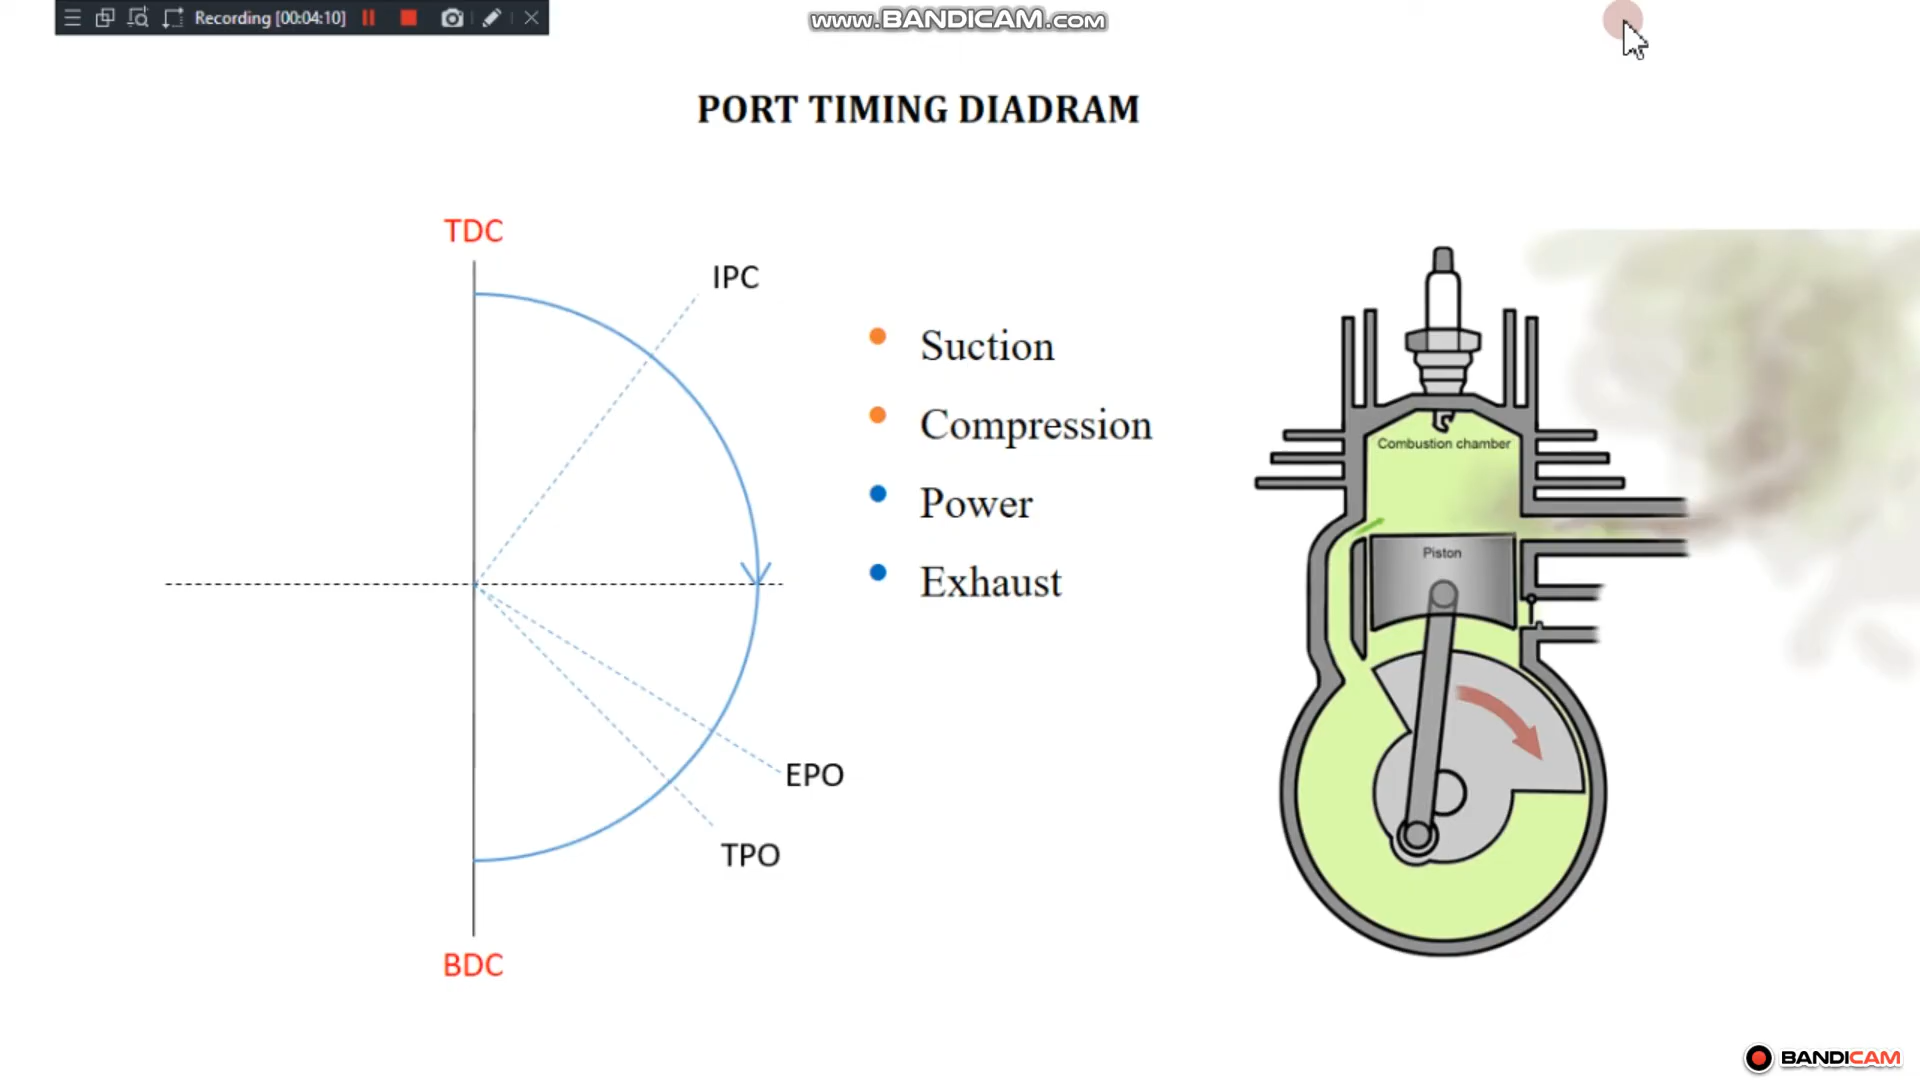 Recording [00:04:10]
www.BANDICAM.com
PORT TIMING DIADRAM
TDC
IPC
Suction
Compression
Power
Exhaust
EPO
TPO
BDC
Combustion chamber
Piston
BANDICAM